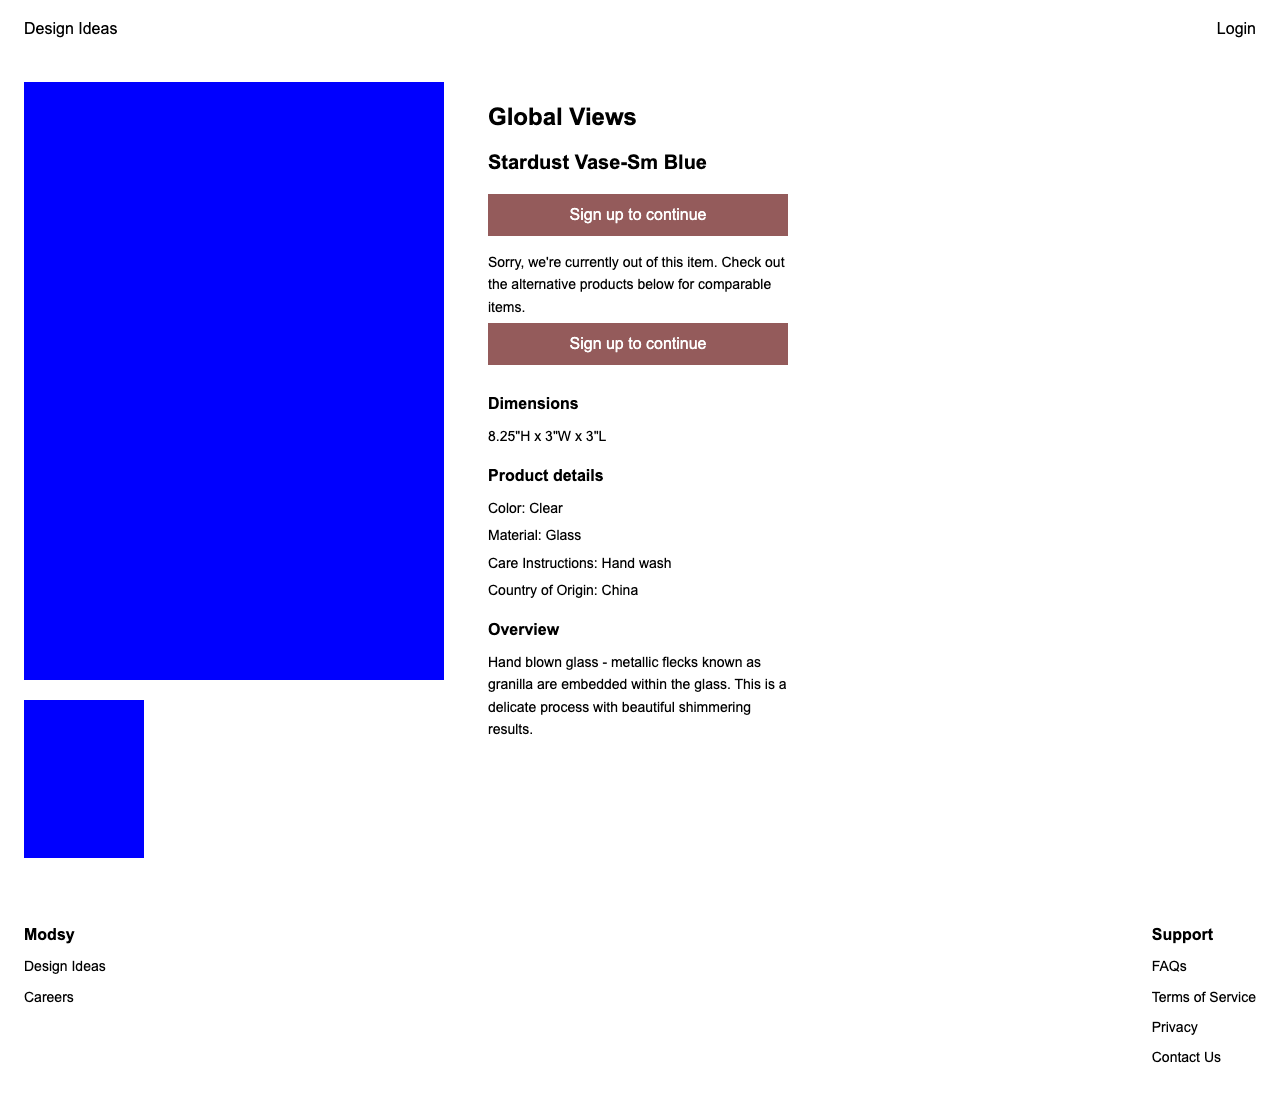 Design Ideas
Login
Global Views
Stardust Vase-Sm Blue
Sign up to continue
Sorry, we're currently out of this item. Check out
the alternative products below for comparable
items.
Sign up to continue
Dimensions
8.25"H x 3"W x 3"L
Product details
Color: Clear
Material: Glass
Care Instructions: Hand wash
Country of Origin: China
Overview
Hand blown glass - metallic flecks known as
granilla are embedded within the glass. This is a
delicate process with beautiful shimmering
results.
Modsy
Design Ideas
Careers
Support
FAQs
Terms of Service
Privacy
Contact Us